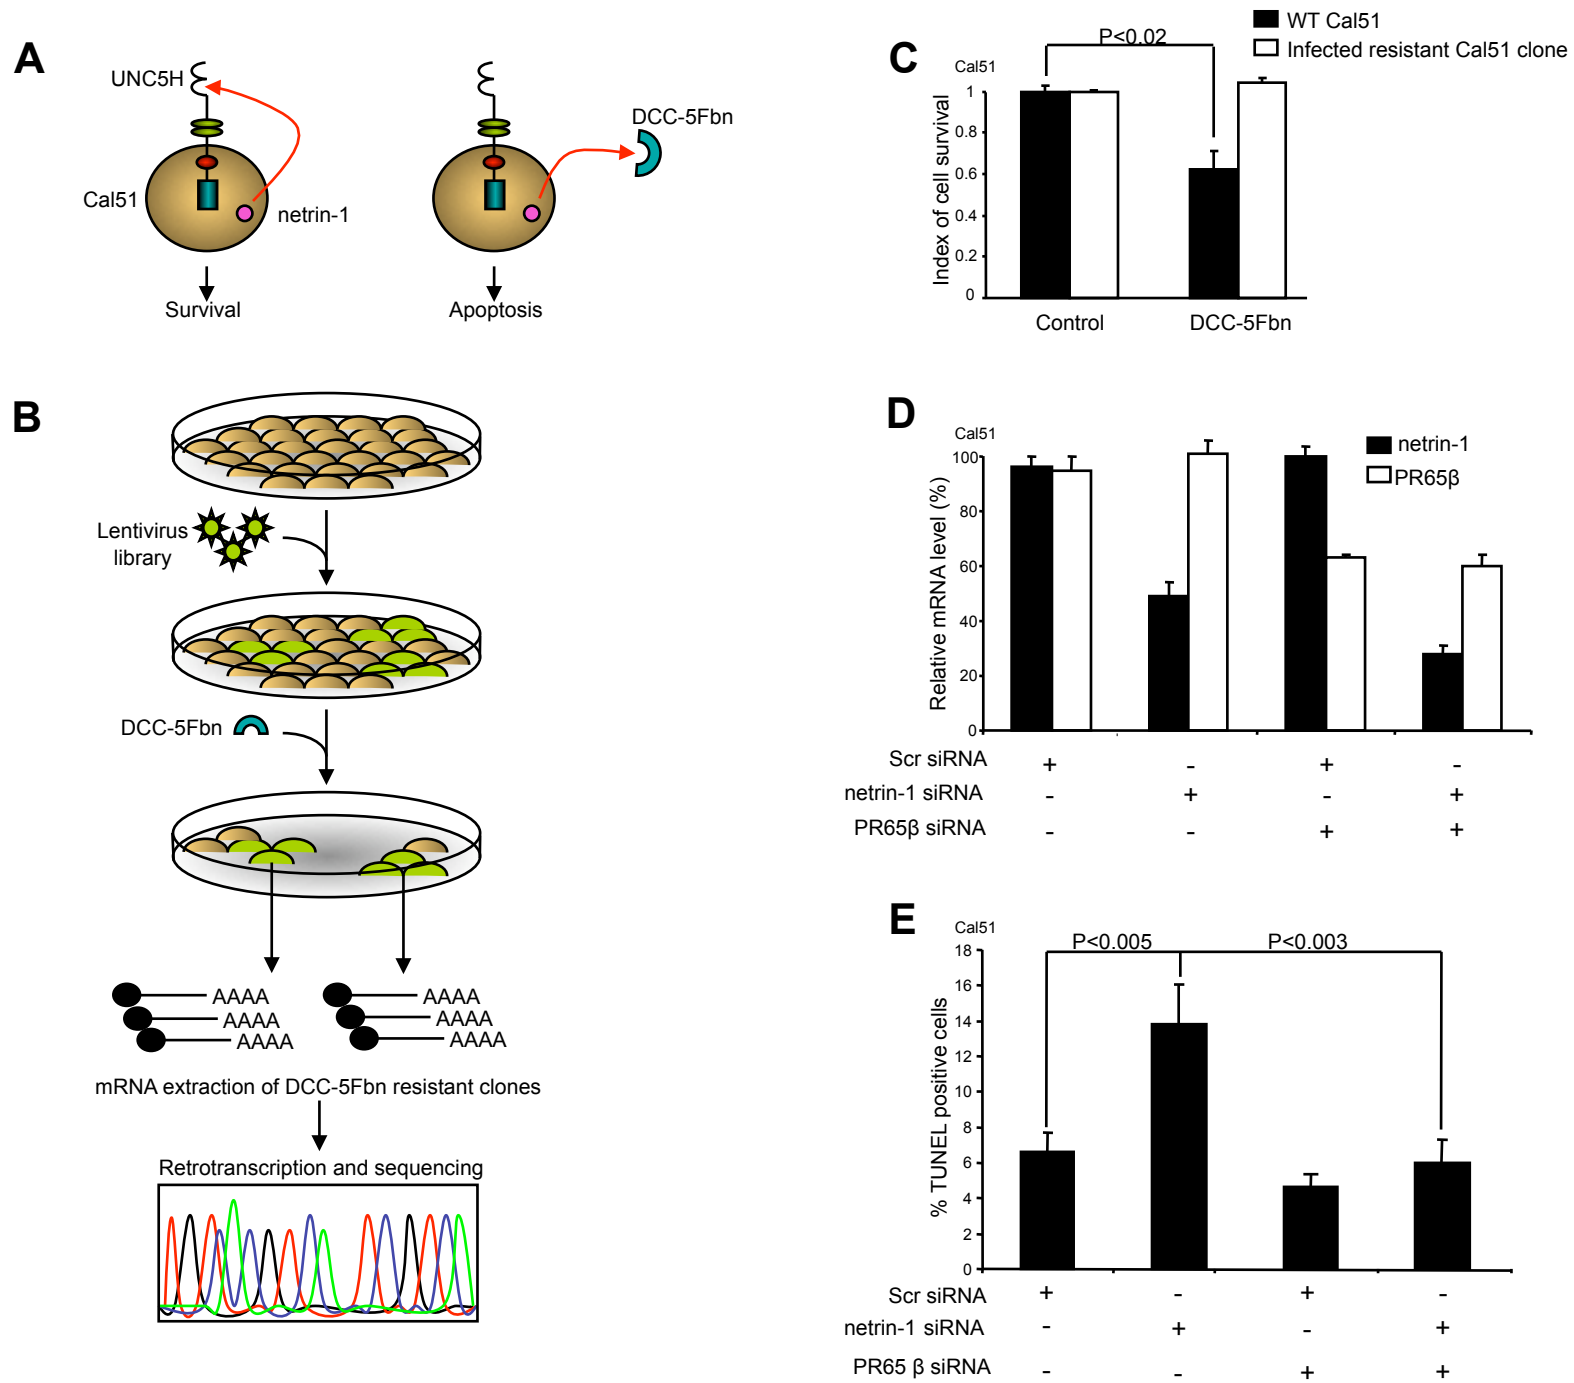 A
UNC5H
Cal51
netrin-1
DCC-5Fbn
Survival
Apoptosis
B
Lentivirus
library
DCC-5Fbn
AAAA
AAAA
AAAA
AAAA
AAAA
AAAA
mRNA extraction of DCC-5Fbn resistant clones
Retrotranscription and sequencing
C
Cal51
P<0.02
WT Cal51
Infected resistant Cal51 clone
Index of cell survival
1
0.8
0.6
0.4
0.2
0
Control
DCC-5Fbn
D
Cal51
netrin-1
PR65β
Relative mRNA level (%)
100
80
60
40
20
0
Scr siRNA + - + -
netrin-1 siRNA - + - +
PR65β siRNA - - + +
E
Cal51
P<0.005
P<0.003
% TUNEL positive cells
18
16
14
12
10
8
6
4
2
0
Scr siRNA + - + -
netrin-1 siRNA - + - +
PR65 β siRNA - - + +